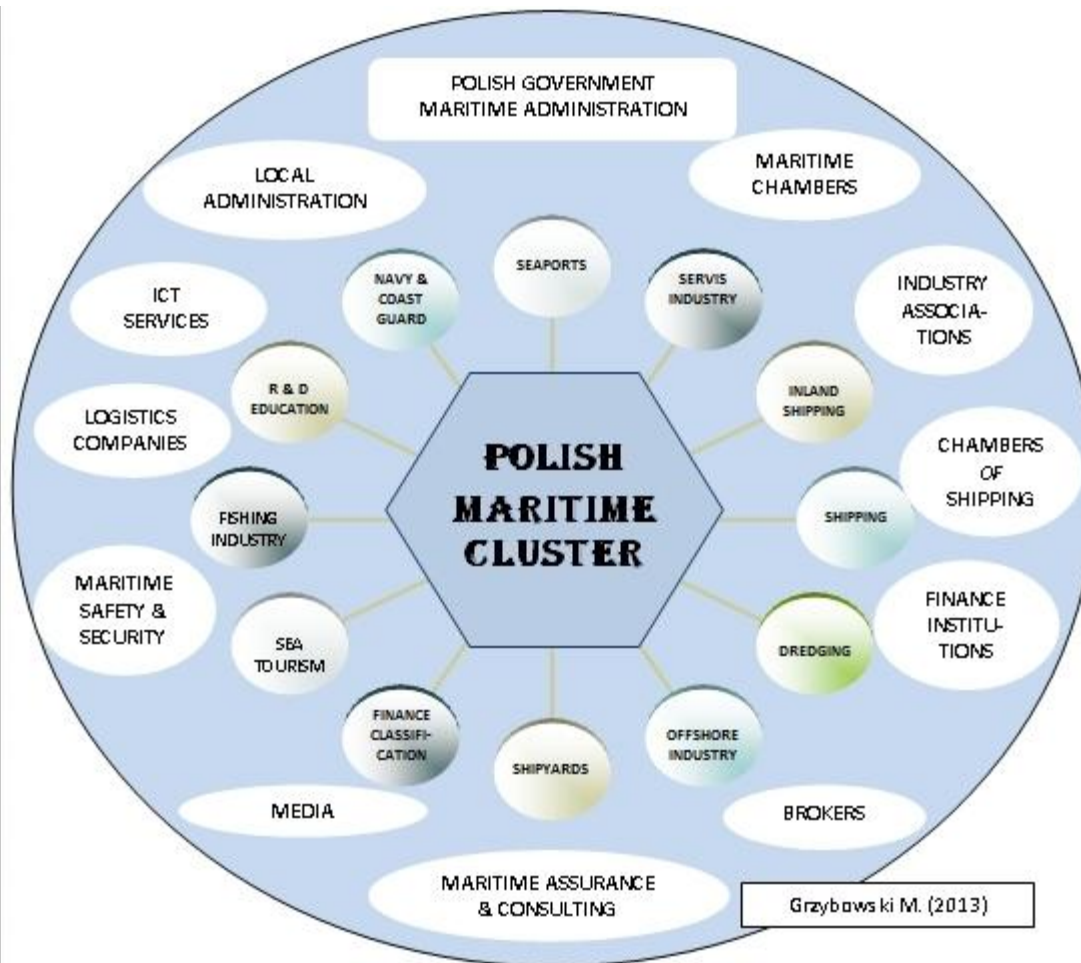 POLISH GOVERNMENT
MARITIME ADMINISTRATION
LOCAL
ADMINISTRATION
MARITIME
CHAMBERS
ICT
SERVICES
NAVY &
COAST
GUARD
SEAPORTS
SERVIS
INDUSTRY
INDUSTRY
ASSOCIA-
TIONS
R & D
EDUCATION
INLAND
SHIPPING
LOGISTICS
COMPANIES
CHAMBERS
OF
SHIPPING
FISHING
INDUSTRY
POLISH
MARITIME
CLUSTER
SHIPPING
MARITIME
SAFETY &
SECURITY
SEA
TOURISM
DREDGING
FINANCE
INSTITU-
TIONS
FINANCE
CLASSIFI-
CATION
SHIPYARDS
OFFSHORE
INDUSTRY
MEDIA
BROKERS
MARITIME ASSURANCE
& CONSULTING
Grzybowski M. (2013)